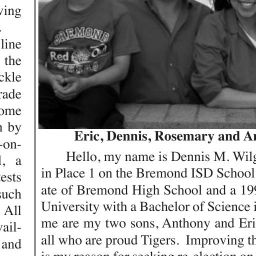 ving
line
the
ckle
rade
ome
n by
-on-
l, a
tests
such
All
vail-
and
BREMOND
Red
Eric, Dennis, Rosemary and A
Hello, my name is Dennis M. Wilg
in Place 1 on the Bremond ISD School
ate of Bremond High School and a 199
University with a Bachelor of Science i
me are my two sons, Anthony and Eri
all who are proud Tigers. Improving th
is my reason for seeking re-election on